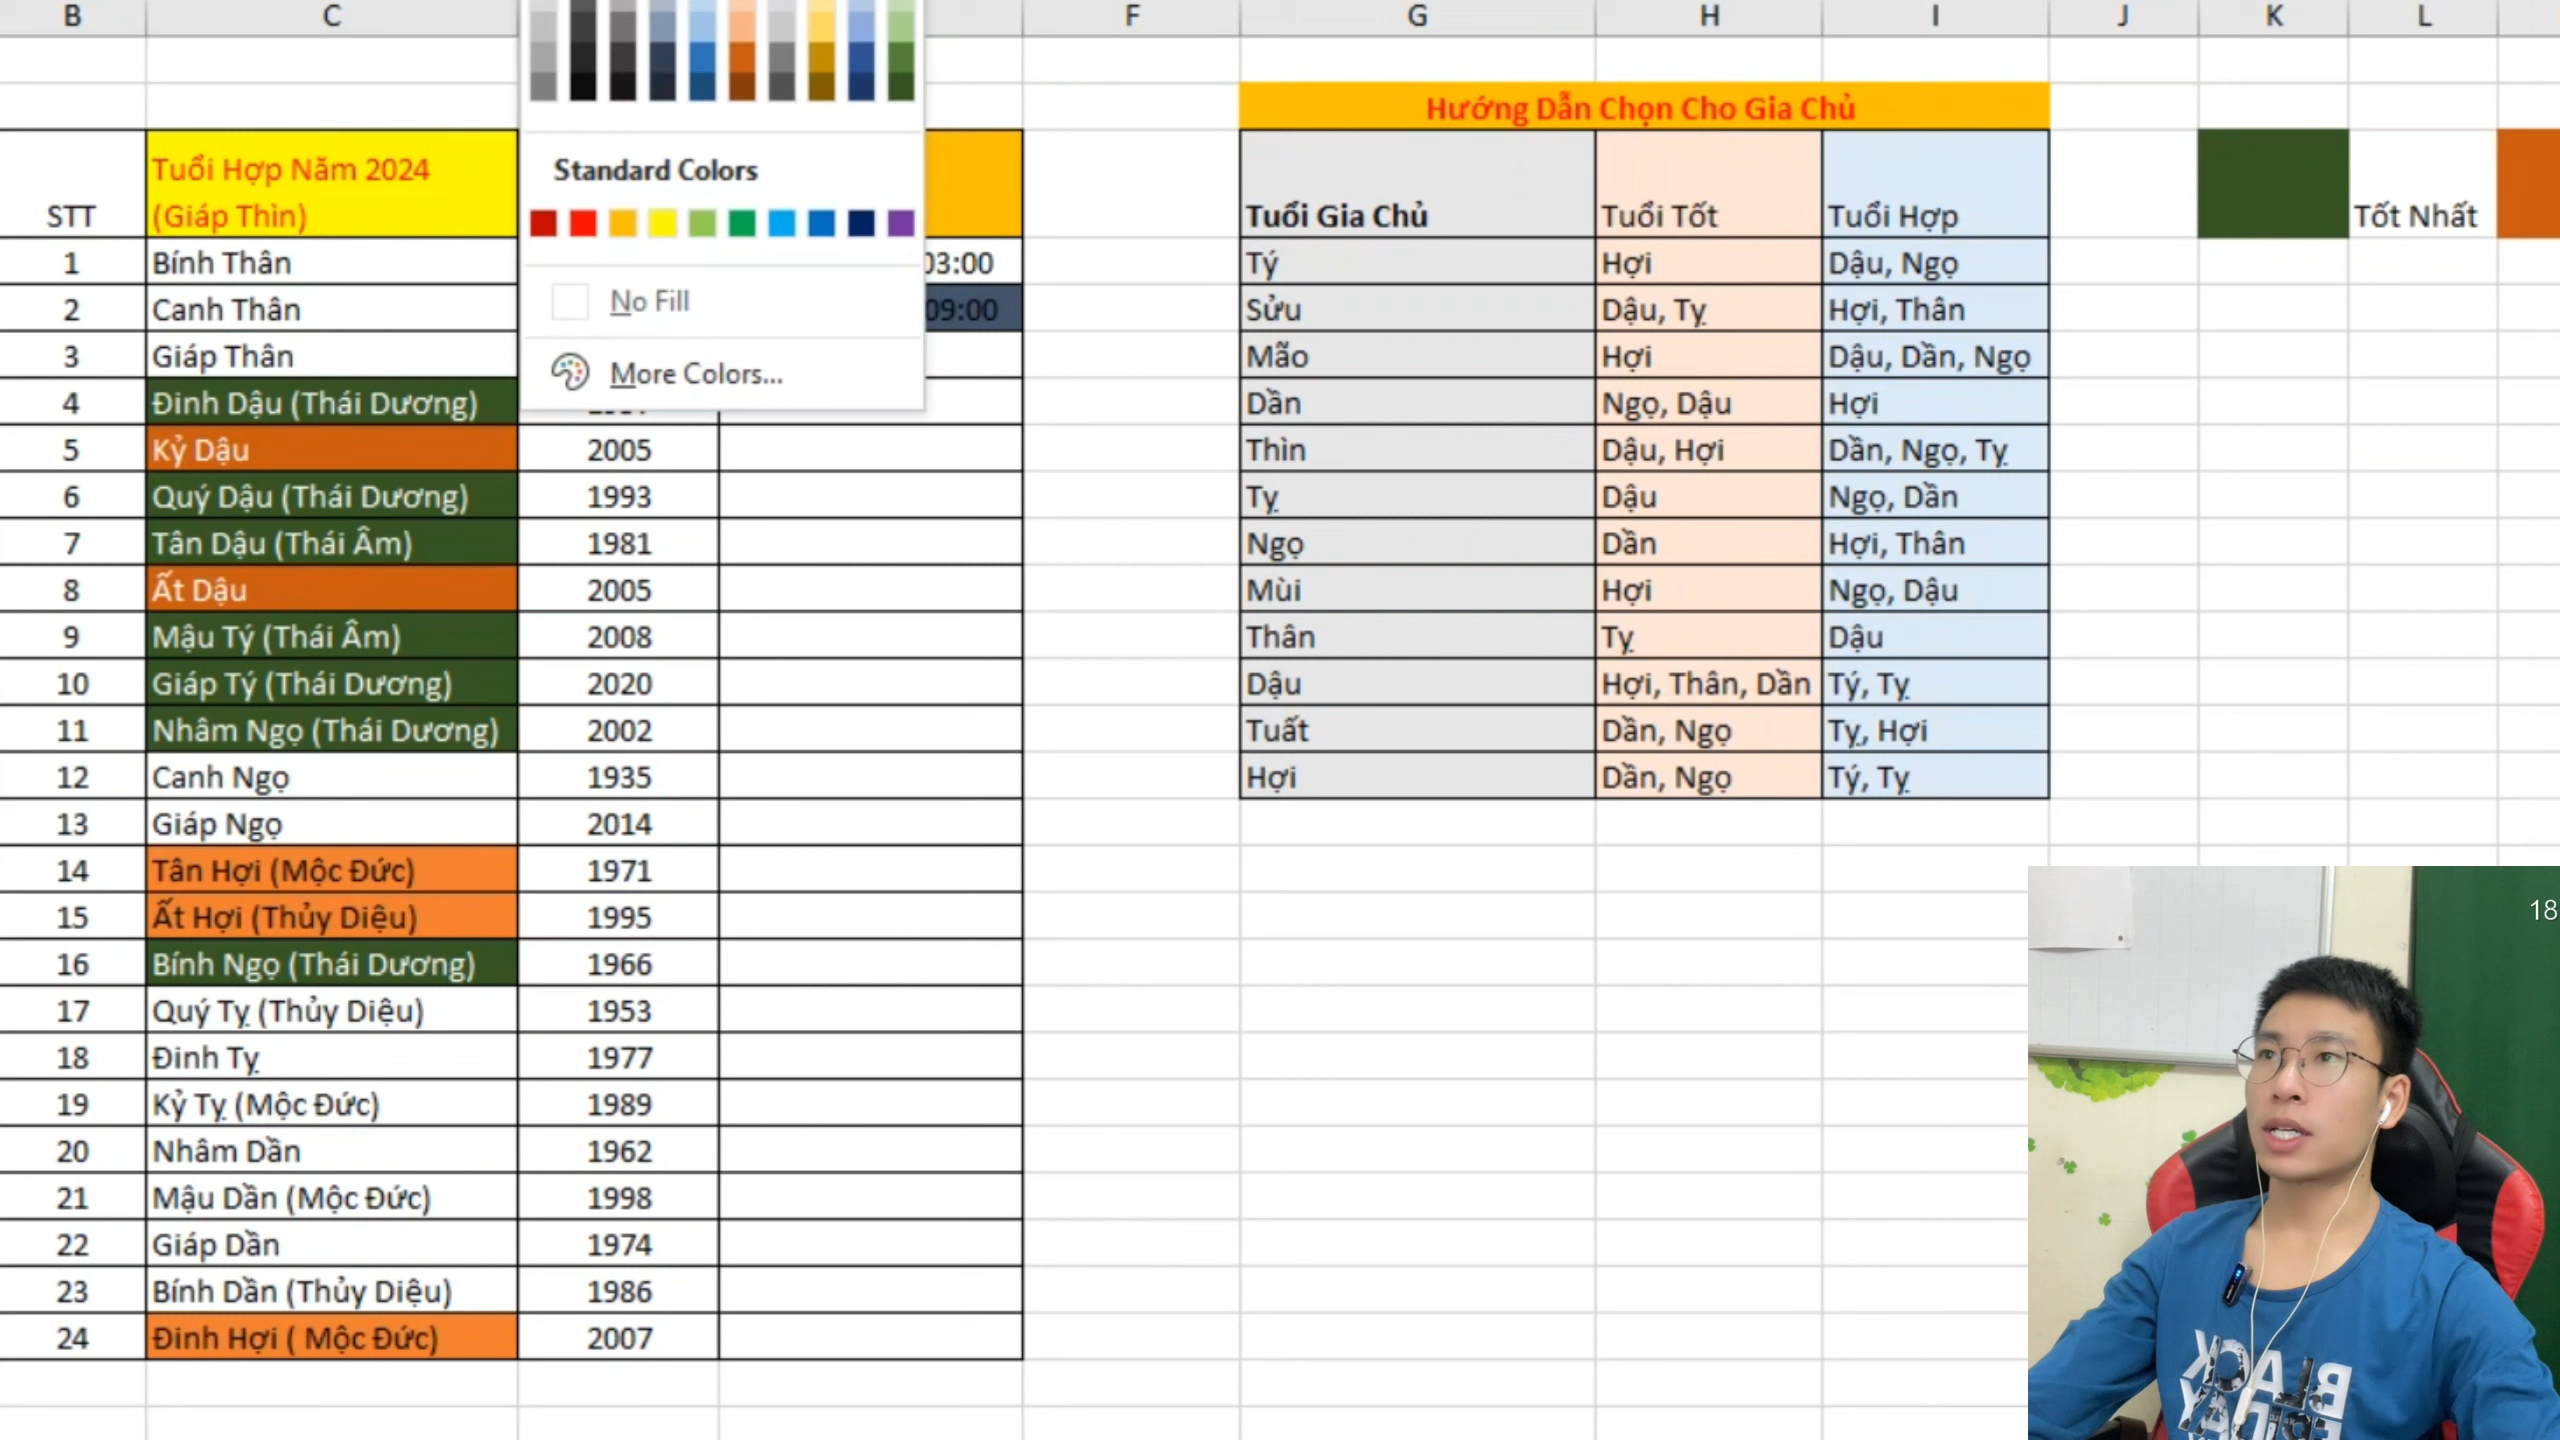 B C F G H I J K L
Hướng Dẫn Chọn Cho Gia Chủ
STT Tuổi Hợp Năm 2024
(Giáp Thìn)
Tuổi Gia Chủ Tuổi Tốt Tuổi Hợp Tốt Nhất
Standard Colors
No Fill
More Colors...
1 Bính Thân 03:00
2 Canh Thân 09:00
3 Giáp Thân
4 Đinh Dậu (Thái Dương)
5 Kỷ Dậu 2005
6 Quý Dậu (Thái Dương) 1993
7 Tân Dậu (Thái Âm) 1981
8 Ất Dậu 2005
9 Mậu Tý (Thái Âm) 2008
10 Giáp Tý (Thái Dương) 2020
11 Nhâm Ngọ (Thái Dương) 2002
12 Canh Ngọ 1935
13 Giáp Ngọ 2014
14 Tân Hợi (Mộc Đức) 1971
15 Ất Hợi (Thủy Diệu) 1995
16 Bính Ngọ (Thái Dương) 1966
17 Quý Tỵ (Thủy Diệu) 1953
18 Đinh Tỵ 1977
19 Kỷ Tỵ (Mộc Đức) 1989
20 Nhâm Dần 1962
21 Mậu Dần (Mộc Đức) 1998
22 Giáp Dần 1974
23 Bính Dần (Thủy Diệu) 1986
24 Đinh Hợi ( Mộc Đức) 2007
Tý Hợi Dậu, Ngọ
Sửu Dậu, Tỵ Hợi, Thân
Mão Hợi Dậu, Dần, Ngọ
Dần Ngọ, Dậu Hợi
Thìn Dậu, Hợi Dần, Ngọ, Tỵ
Tỵ Dậu Ngọ, Dần
Ngọ Dần Hợi, Thân
Mùi Hợi Ngọ, Dậu
Thân Tỵ Dậu
Dậu Hợi, Thân, Dần Tý, Tỵ
Tuất Dần, Ngọ Tỵ, Hợi
Hợi Dần, Ngọ Tý, Tỵ
18
BLACK